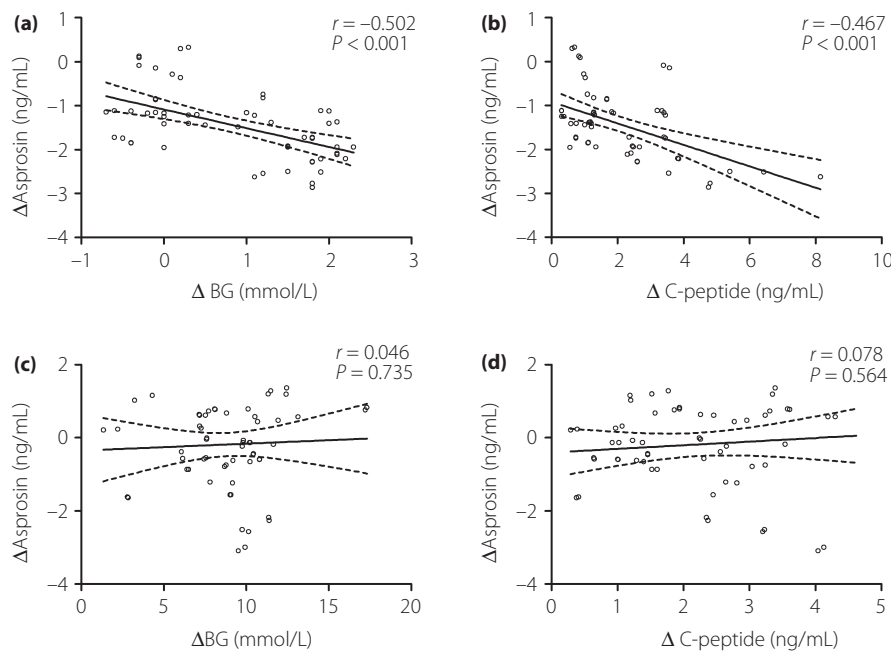 (a)
r = –0.502
P < 0.001
1
0
−1
−2
−3
−4
ΔAsprosin (ng/mL)
−1 0 1 2 3
Δ BG (mmol/L)
(b)
r = –0.467
P < 0.001
1
0
−1
−2
−3
−4
ΔAsprosin (ng/mL)
0 2 4 6 8 10
Δ C-peptide (ng/mL)
(c)
r = 0.046
P = 0.735
2
0
−2
−4
ΔAsprosin (ng/mL)
0 5 10 15 20
ΔBG (mmol/L)
(d)
r = 0.078
P = 0.564
2
0
−2
−4
ΔAsprosin (ng/mL)
0 1 2 3 4 5
Δ C-peptide (ng/mL)